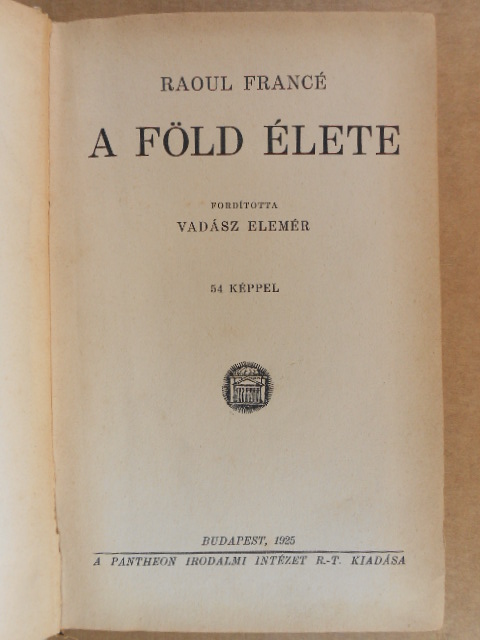 RAOUL FRANCÉ
A FÖLD ÉLETE
FORDÍTOTTA
VADÁSZ ELEMÉR
54 KÉPPEL
BUDAPEST, 1925
A PANTHEON IRODALMI INTÉZET R.-T. KIADÁSA